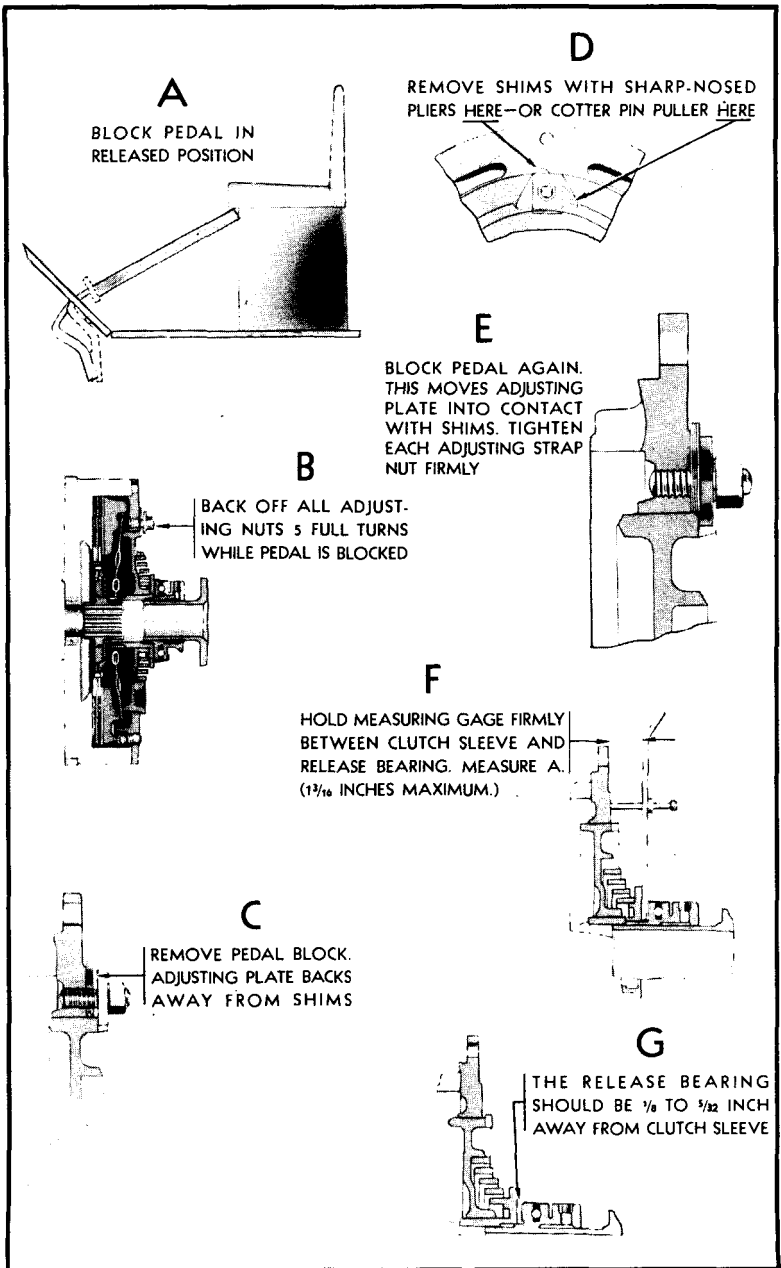 A
BLOCK PEDAL IN
RELEASED POSITION
D
REMOVE SHIMS WITH SHARP-NOSED
PLIERS HERE—OR COTTER PIN PULLER HERE
E
BLOCK PEDAL AGAIN.
THIS MOVES ADJUSTING
PLATE INTO CONTACT
WITH SHIMS. TIGHTEN
EACH ADJUSTING STRAP
NUT FIRMLY
B
BACK OFF ALL ADJUST-
ING NUTS 5 FULL TURNS
WHILE PEDAL IS BLOCKED
F
HOLD MEASURING GAGE FIRMLY
BETWEEN CLUTCH SLEEVE AND
RELEASE BEARING. MEASURE A.
(1 3/16 INCHES MAXIMUM.)
C
REMOVE PEDAL BLOCK.
ADJUSTING PLATE BACKS
AWAY FROM SHIMS
G
THE RELEASE BEARING
SHOULD BE 1/8 TO 5/32 INCH
AWAY FROM CLUTCH SLEEVE